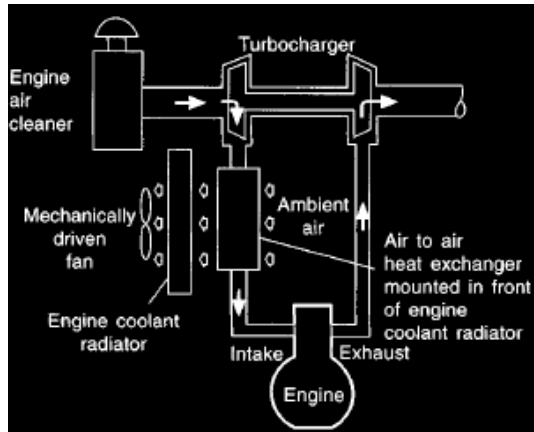 Turbocharger
Engine
air
cleaner
Mechanically
driven
fan
Ambient
air
Air to air
heat exchanger
mounted in front
of engine
coolant radiator
Engine coolant
radiator
Intake
Exhaust
Engine